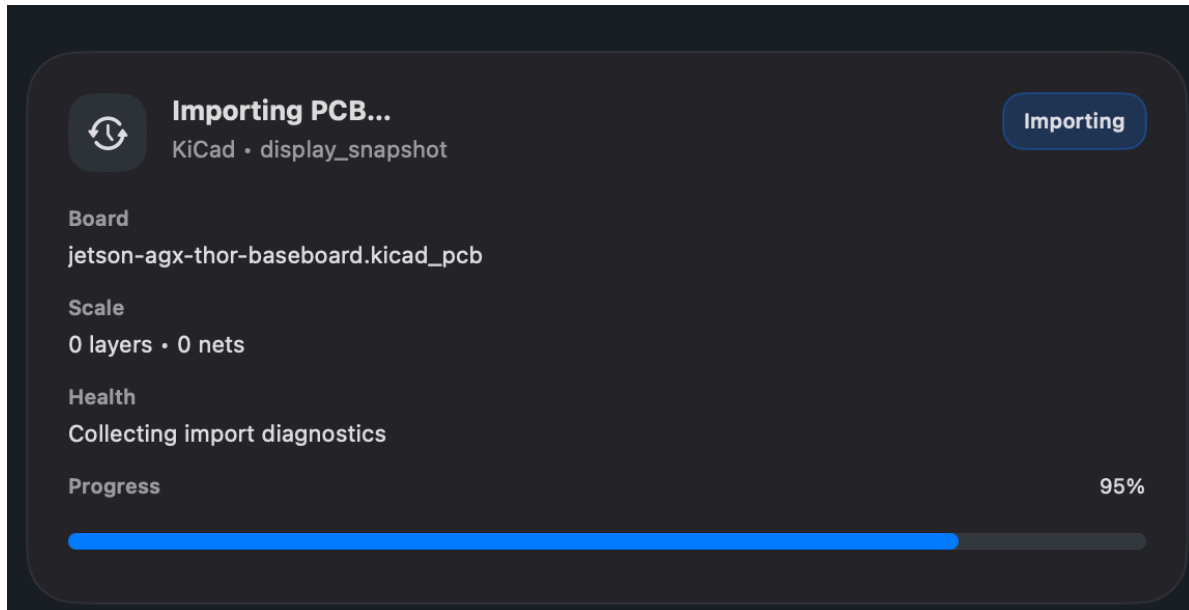 Importing PCB...
Importing
KiCad • display_snapshot
Board
jetson-agx-thor-baseboard.kicad_pcb
Scale
0 layers • 0 nets
Health
Collecting import diagnostics
Progress 95%